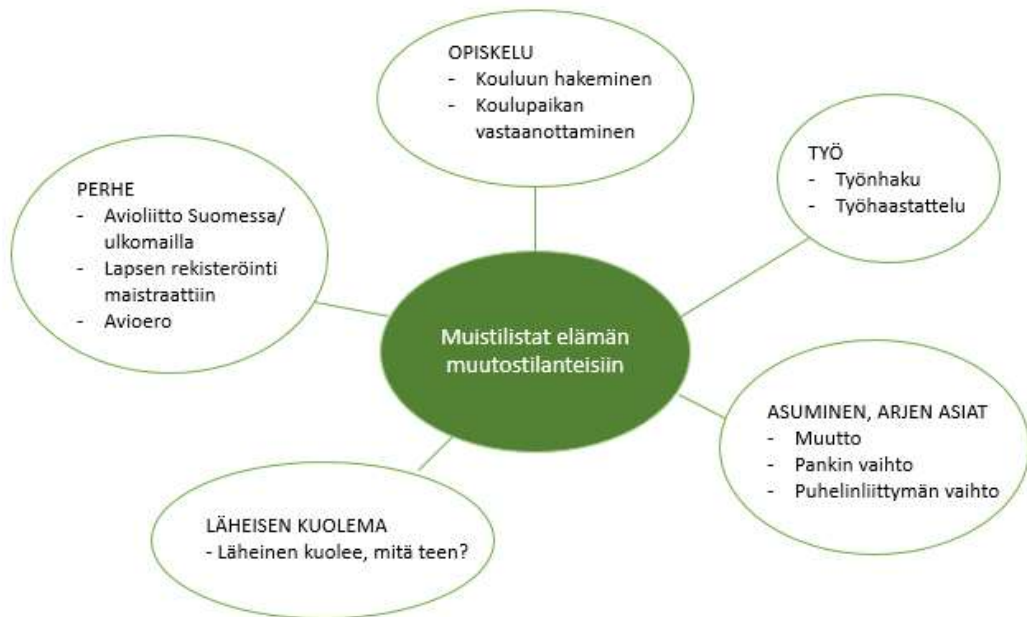 OPISKELU
- Kouluun hakeminen
- Koulupaikan
vastaanottaminen
TYÖ
- Työnhaku
- Työhaastattelu
PERHE
- Avioliitto Suomessa/
ulkomailla
- Lapsen rekisteröinti
maistraattiin
- Avioero
Muistilistat elämän
muutostilanteisiin
ASUMINEN, ARJEN ASIAT
- Muutto
- Pankin vaihto
- Puhelinliittymän vaihto
LÄHEISEN KUOLEMA
- Läheinen kuolee, mitä teen?